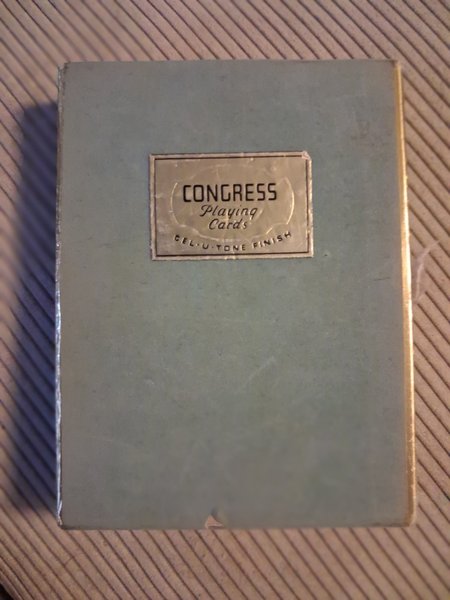 CONGRESS
Playing
Cards
CEL-U-TONE FINISH